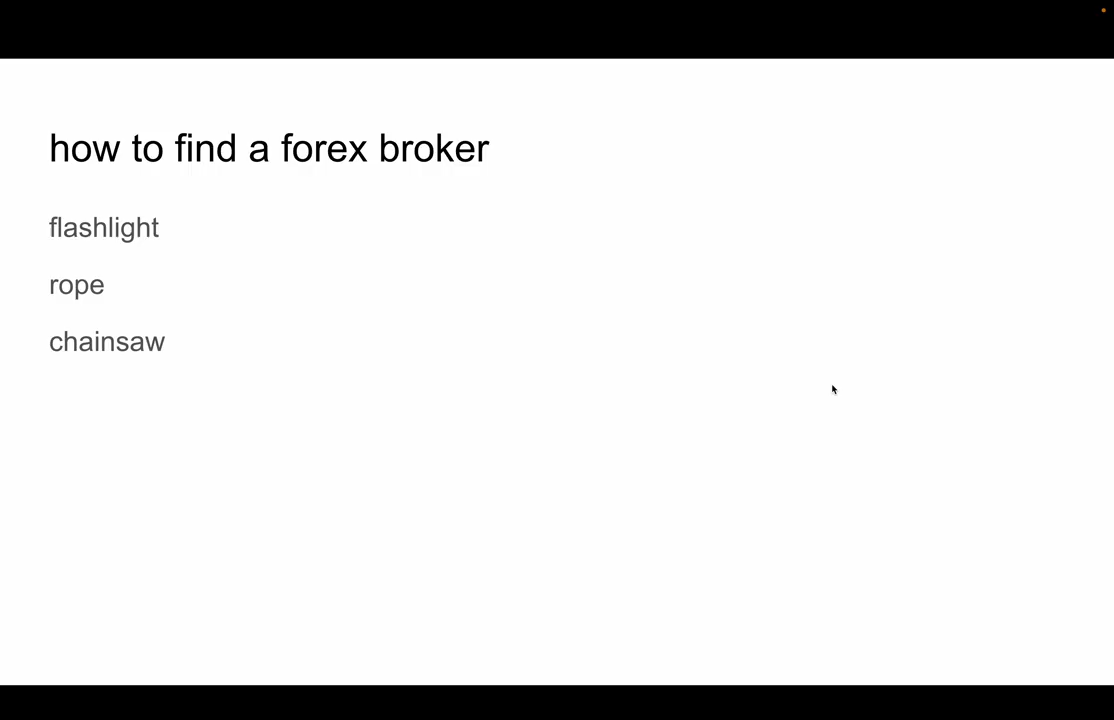 how to find a forex broker
flashlight
rope
chainsaw